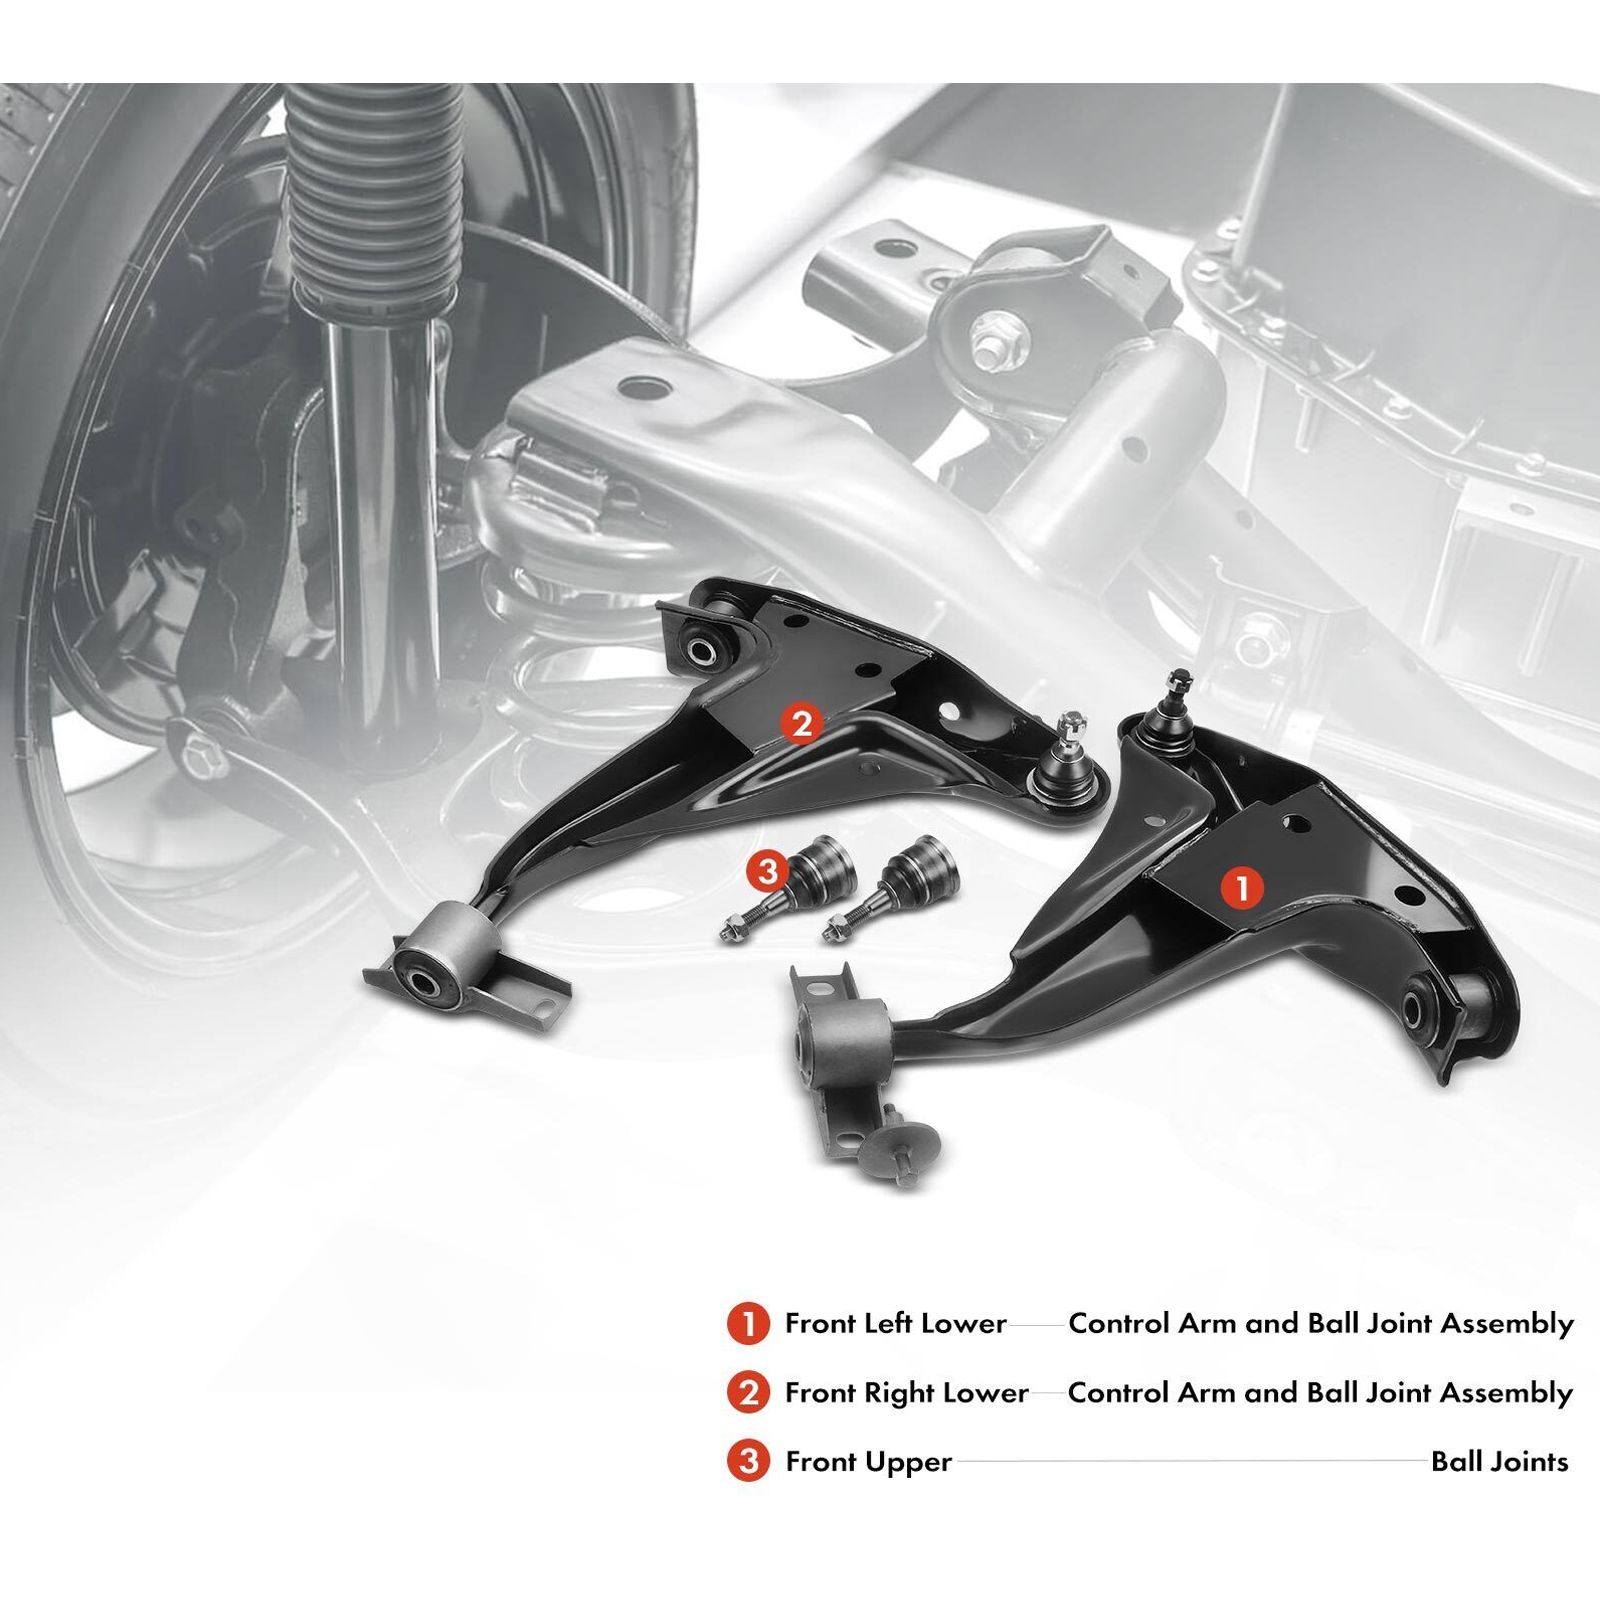 2
3
1
1 Front Left Lower Control Arm and Ball Joint Assembly
2 Front Right Lower Control Arm and Ball Joint Assembly
3 Front Upper Ball Joints